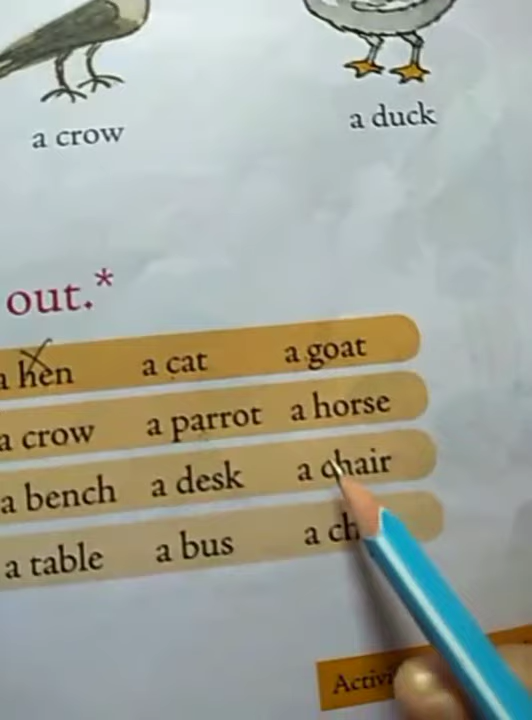 a crow a duck
out.*
a hen a cat a goat
a crow a parrot a horse
a bench a desk a chair
a table a bus a